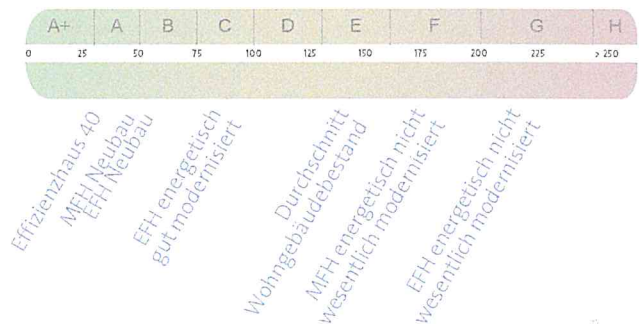 A+ A B C D E F G H
0 25 50 75 100 125 150 175 200 225 > 250
Effizienzhaus 40
MFH Neubau
EFH Neubau
EFH energetisch
gut modernisiert
Durchschnitt
Wohngebäudebestand
MFH energetisch nicht
wesentlich modernisiert
EFH energetisch nicht
wesentlich modernisiert